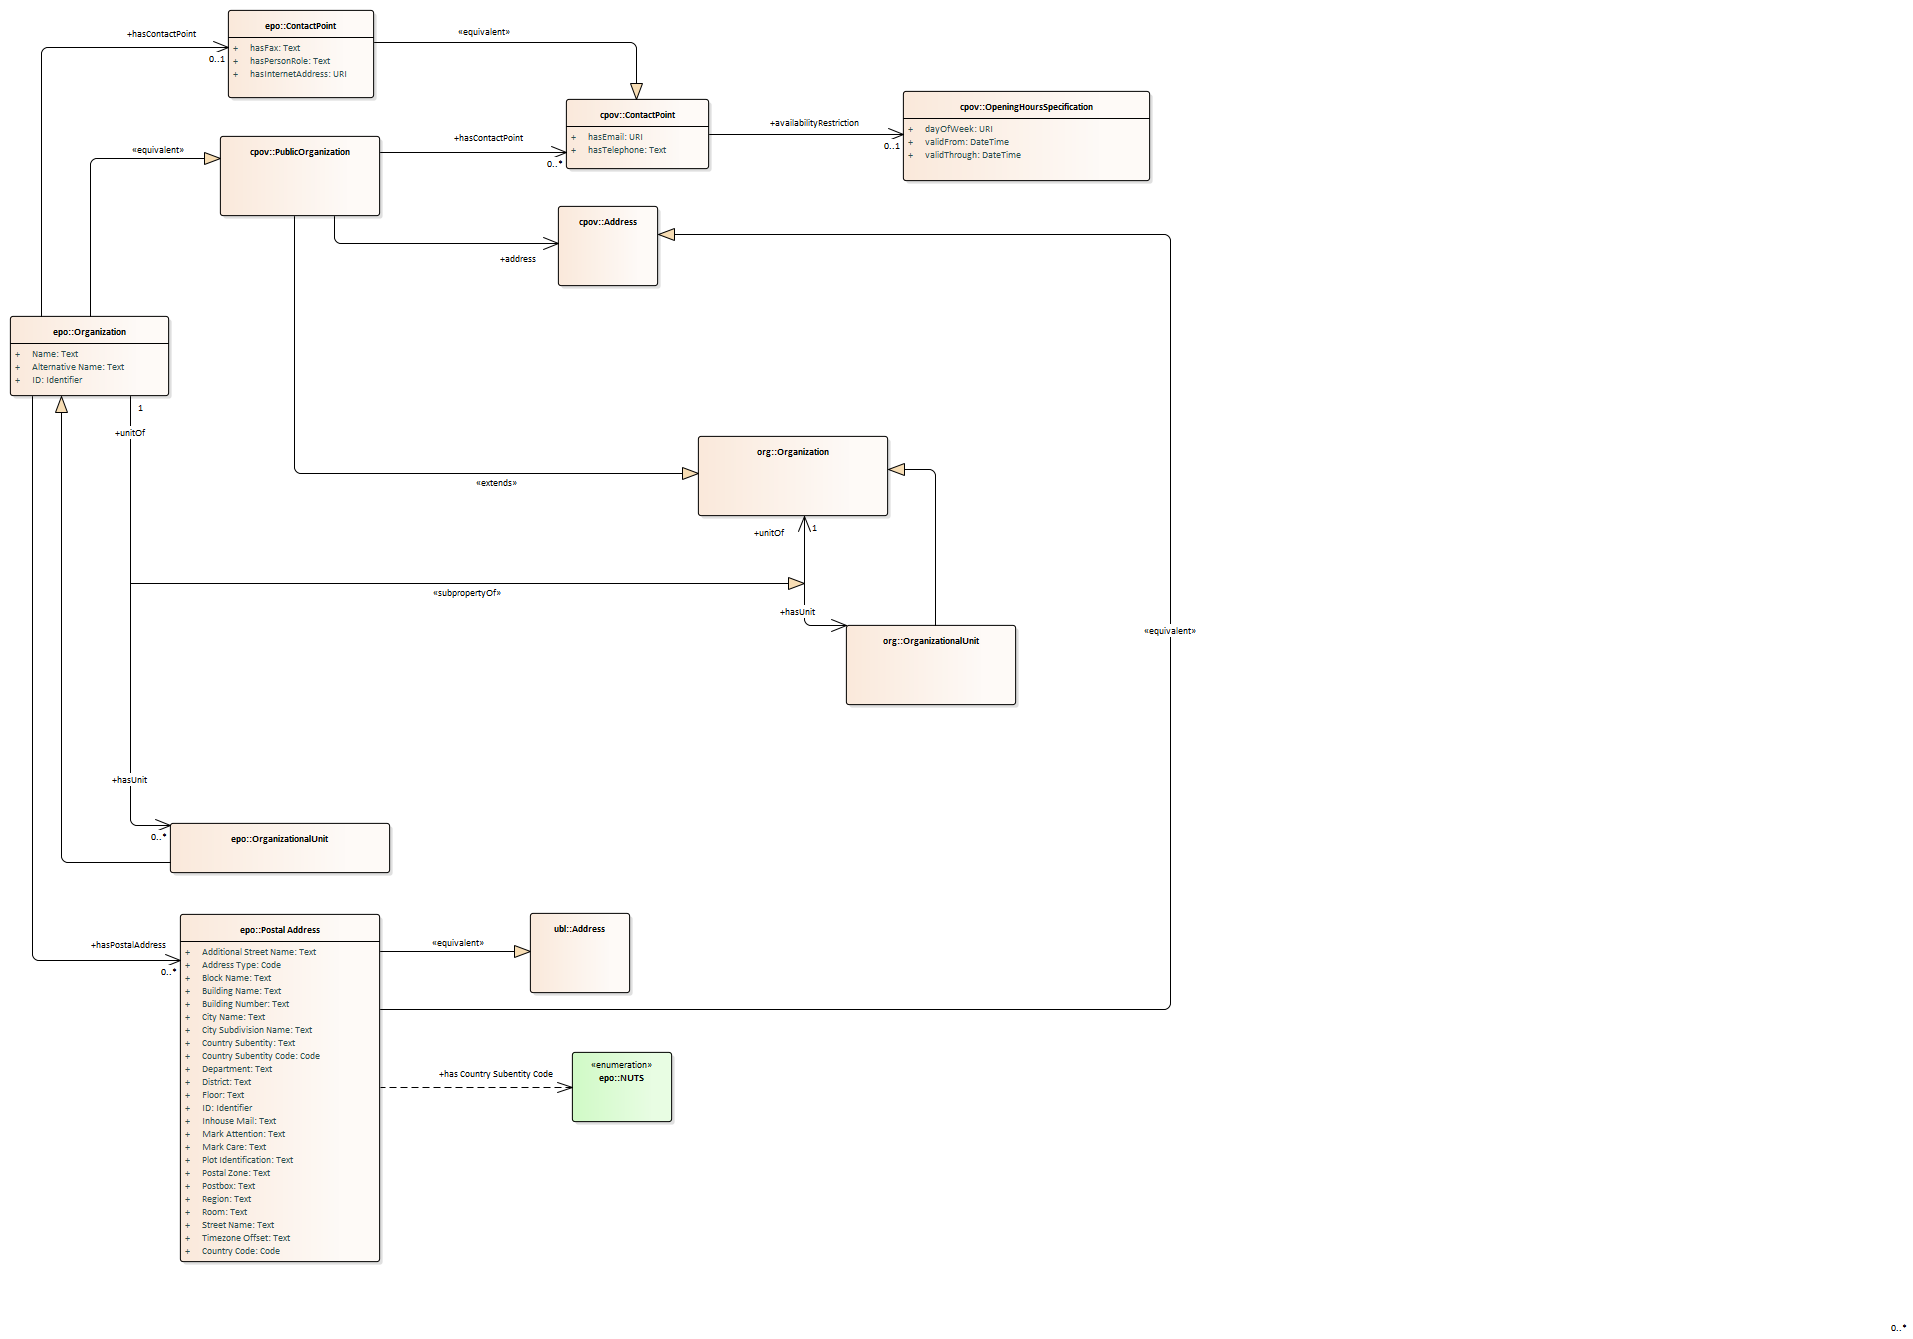 epo::ContactPoint
+ hasFax: Text
+ hasPersonRole: Text
+ hasInternetAddress: URI
+hasContactPoint
0..1
«equivalent»
cpov::ContactPoint
+ hasEmail: URI
+ hasTelephone: Text
+availabilityRestriction
0..1
cpov::OpeningHoursSpecification
+ dayOfWeek: URI
+ validFrom: DateTime
+ validThrough: DateTime
«equivalent»
cpov::PublicOrganization
+hasContactPoint
0..*
cpov::Address
+address
epo::Organization
+ Name: Text
+ Alternative Name: Text
+ ID: Identifier
1
+unitOf
org::Organization
«extends»
+unitOf
1
«subpropertyOf»
+hasUnit
org::OrganizationalUnit
«equivalent»
+hasUnit
0..*
epo::OrganizationalUnit
+hasPostalAddress
0..*
epo::Postal Address
+ Additional Street Name: Text
+ Address Type: Code
+ Block Name: Text
+ Building Name: Text
+ Building Number: Text
+ City Name: Text
+ City Subdivision Name: Text
+ Country Subentity: Text
+ Country Subentity Code: Code
+ Department: Text
+ District: Text
+ Floor: Text
+ ID: Identifier
+ Inhouse Mail: Text
+ Mark Attention: Text
+ Mark Care: Text
+ Plot Identification: Text
+ Postal Zone: Text
+ Postbox: Text
+ Region: Text
+ Room: Text
+ Street Name: Text
+ Timezone Offset: Text
+ Country Code: Code
«equivalent»
ubl::Address
+has Country Subentity Code
«enumeration»
epo::NUTS
0..*